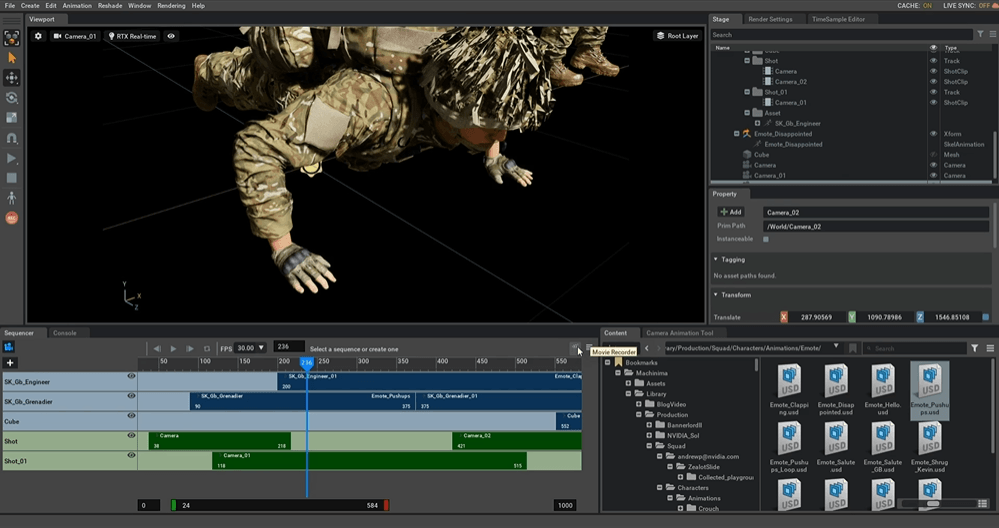 File Create Edit Animation Reshade Window Rendering Help CACHE: ON LIVE SYNC: OFF
Viewport
Camera_01 RTX Real-time Root Layer
REC
Stage Render Settings TimeSample Editor
Search
Name Type
Shot Track
Camera ShotClip
Camera_02 ShotClip
Shot_01 Track
Camera_01 ShotClip
Asset
SK_Gb_Engineer
Emote_Disappointed Xform
Emote_Disappointed SkelAnimation
Cube Mesh
Camera Camera
Camera_01 Camera
Property
Add Camera_02
Prim Path /World/Camera_02
Instanceable
Tagging
No asset paths found.
Transform
Translate X 287.90569 Y 1090.78986 Z 1546.85108
Y
X
Z
Sequencer Console
FPS 30.00 236 Select a sequence or create one
Movie Recorder
50 100 150 200 236 250 300 350 400 450 500 550
SK_Gb_Engineer SK_Gb_Engineer_01 Emote_Cla
200
SK_Gb_Grenadier SK_Gb_Grenadier Emote_Pushups SK_Gb_Grenadier_01
90 375 375
Cube Cube
552
Shot Camera Camera_02
38 218 421
Shot_01 Camera_01
118 515
0 24 584 1000
Content Camera Animation Tool
ary/Production/Squad/Characters/Animations/Emote/ Search
Bookmarks
Machinima
Assets
Library
BlogVideo
Production
BannerlordII
NVIDIA_Sol
Squad
andrewp@nvidia.com
ZealotSlide
Collected_playgrou
Characters
Animations
Crouch
USD USD USD USD
Emote_Clapping.usd Emote_Disappointed.usd Emote_Hello.usd Emote_Pushups.usd
USD USD USD USD
Emote_Pushups_Loop.usd Emote_Salute.usd Emote_Salute_GB.usd Emote_Shrug_Kevin.usd
USD USD USD USD